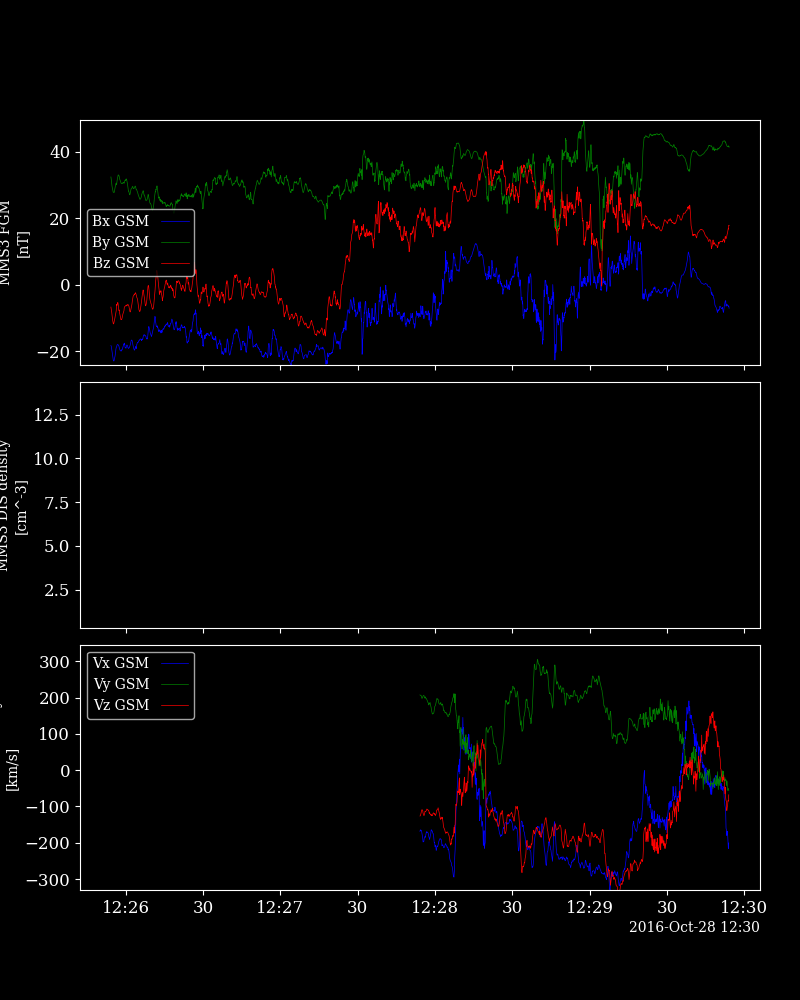 MMS3 FGM
[nT]
40
20
0
−20
Bx GSM
By GSM
Bz GSM
MMS3 DIS density
[cm^-3]
12.5
10.0
7.5
5.0
2.5
[km/s]
300
200
100
0
−100
−200
−300
Vx GSM
Vy GSM
Vz GSM
12:26 30 12:27 30 12:28 30 12:29 30 12:30
2016-Oct-28 12:30